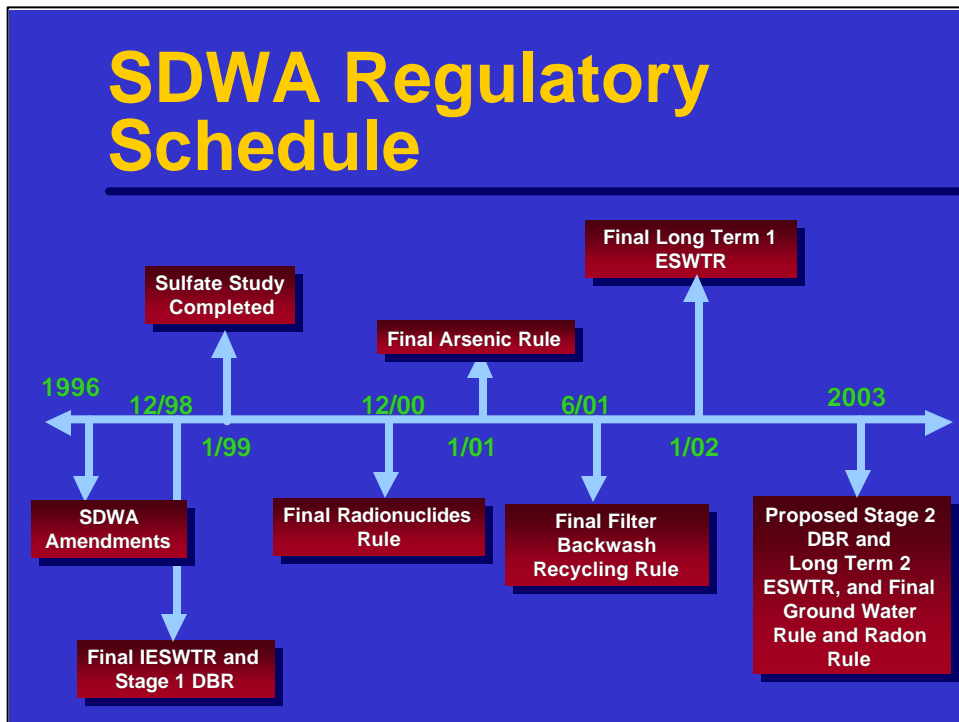 SDWA Regulatory
Schedule
Final Long Term 1
ESWTR
Sulfate Study
Completed
Final Arsenic Rule
1996
12/98
12/00
6/01
2003
1/99
1/01
1/02
SDWA
Amendments
Final Radionuclides
Rule
Final Filter
Backwash
Recycling Rule
Proposed Stage 2
DBR and
Long Term 2
ESWTR, and Final
Ground Water
Rule and Radon
Rule
Final IESWTR and
Stage 1 DBR